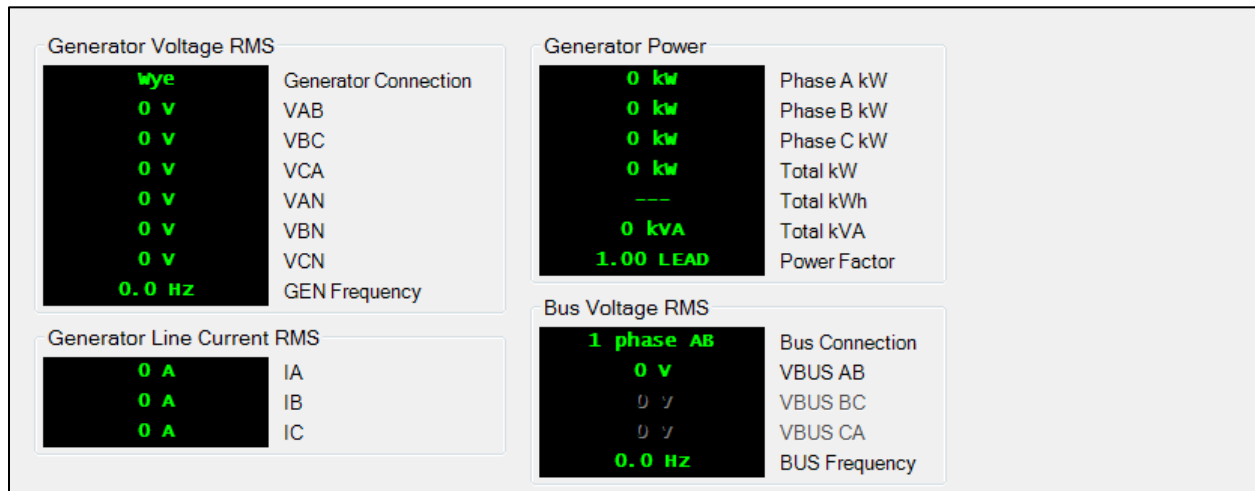 Generator Voltage RMS
Wye Generator Connection
0 V VAB
0 V VBC
0 V VCA
0 V VAN
0 V VBN
0 V VCN
0.0 Hz GEN Frequency
Generator Line Current RMS
0 A IA
0 A IB
0 A IC
Generator Power
0 kW Phase A kW
0 kW Phase B kW
0 kW Phase C kW
0 kW Total kW
--- Total kWh
0 kVA Total kVA
1.00 LEAD Power Factor
Bus Voltage RMS
1 phase AB Bus Connection
0 V VBUS AB
0 V VBUS BC
0 V VBUS CA
0.0 Hz BUS Frequency